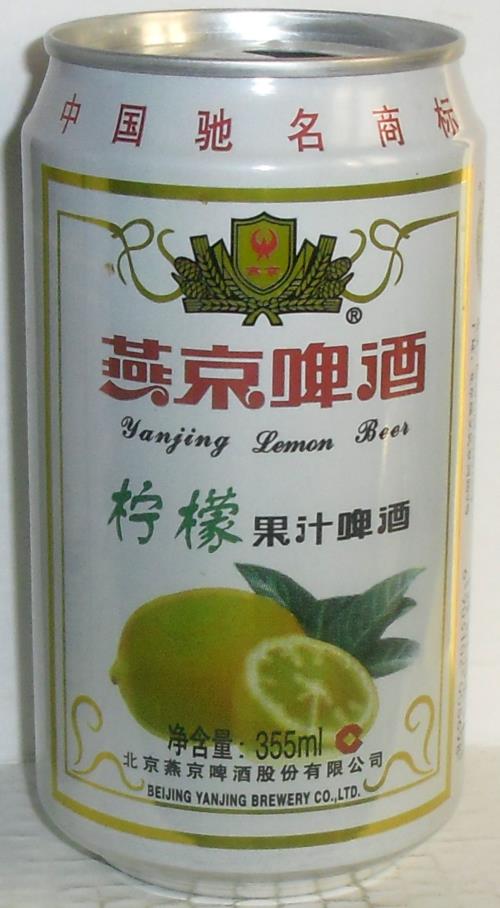 中国驰名商标
燕京
®
燕京啤酒
Yanjing Lemon Beer
柠檬果汁啤酒
净含量：355ml
北京燕京啤酒股份有限公司
BEIJING YANJING BREWERY CO.,LTD.